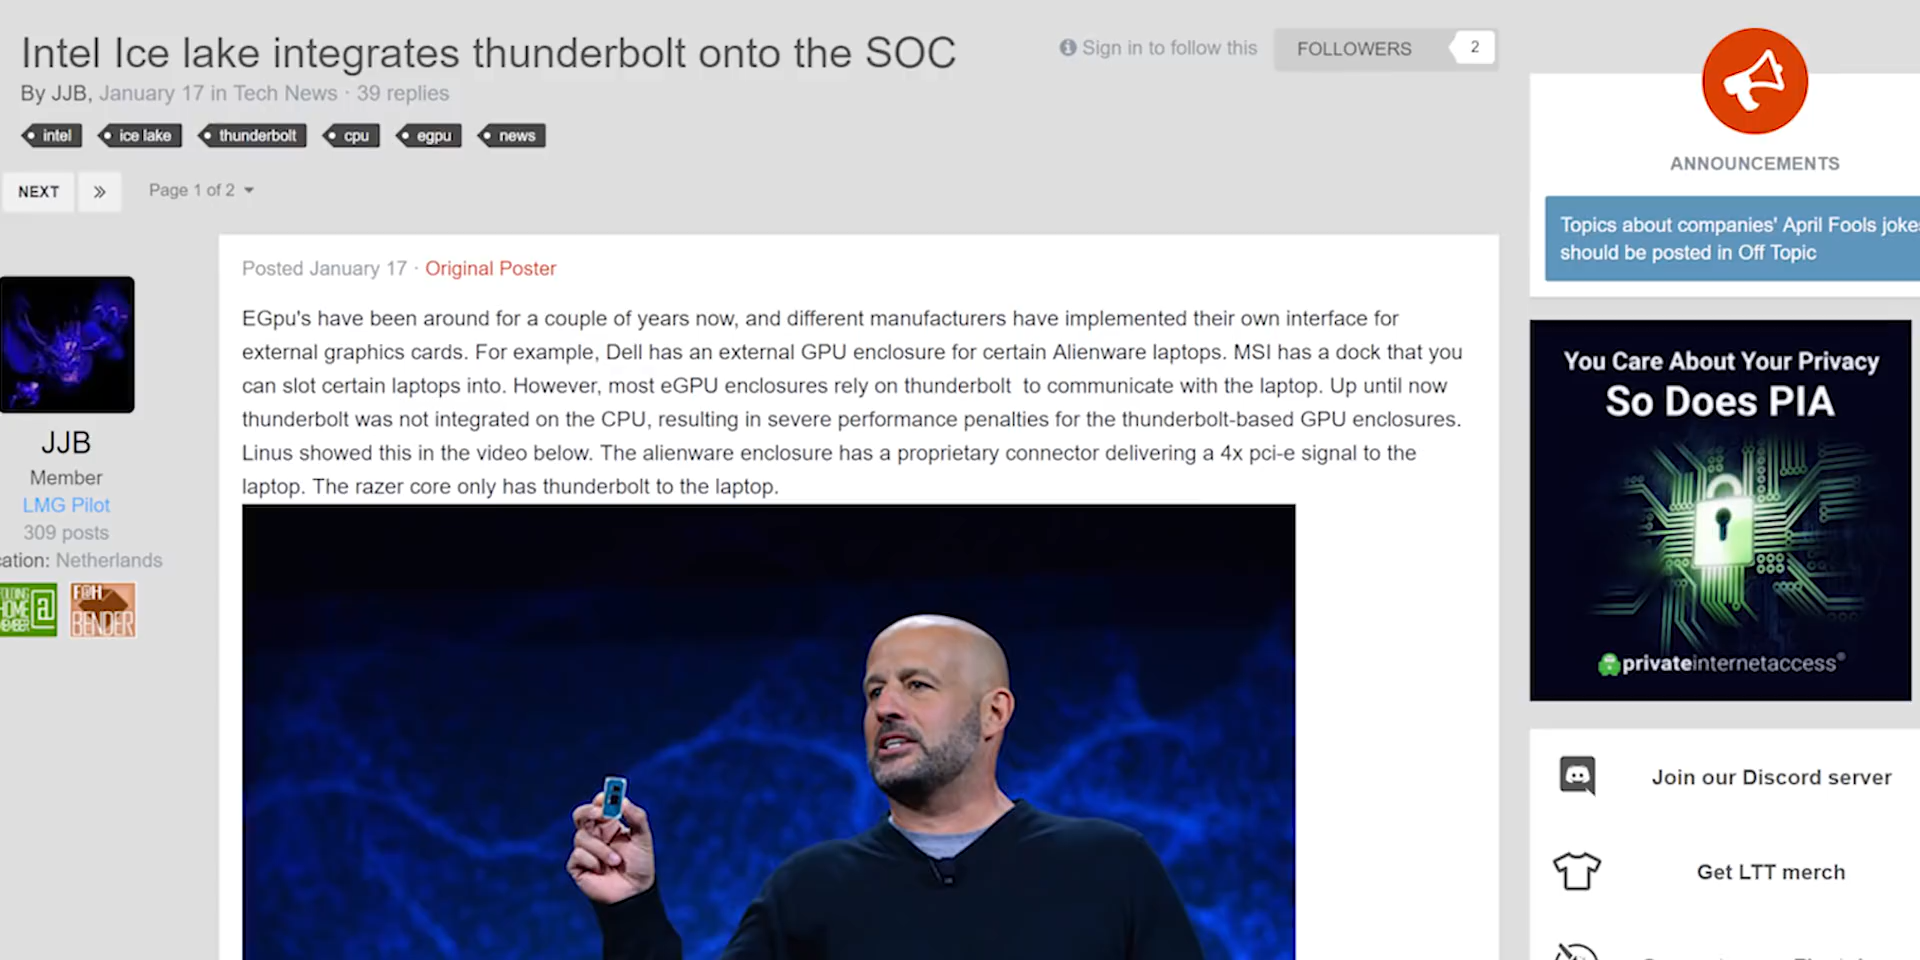 Intel Ice lake integrates thunderbolt onto the SOC
Sign in to follow this
FOLLOWERS 2
By JJB, January 17 in Tech News · 39 replies
intel ice lake thunderbolt cpu egpu news
NEXT » Page 1 of 2
JJB
Member
LMG Pilot
309 posts
cation: Netherlands
OLDING
HOME
EMBER
@
F@H
BENDER
Posted January 17 · Original Poster
EGpu's have been around for a couple of years now, and different manufacturers have implemented their own interface for
external graphics cards. For example, Dell has an external GPU enclosure for certain Alienware laptops. MSI has a dock that you
can slot certain laptops into. However, most eGPU enclosures rely on thunderbolt  to communicate with the laptop. Up until now
thunderbolt was not integrated on the CPU, resulting in severe performance penalties for the thunderbolt-based GPU enclosures.
Linus showed this in the video below. The alienware enclosure has a proprietary connector delivering a 4x pci-e signal to the
laptop. The razer core only has thunderbolt to the laptop.
ANNOUNCEMENTS
Topics about companies' April Fools joke
should be posted in Off Topic
You Care About Your Privacy
So Does PIA
privateinternetaccess®
Join our Discord server
Get LTT merch